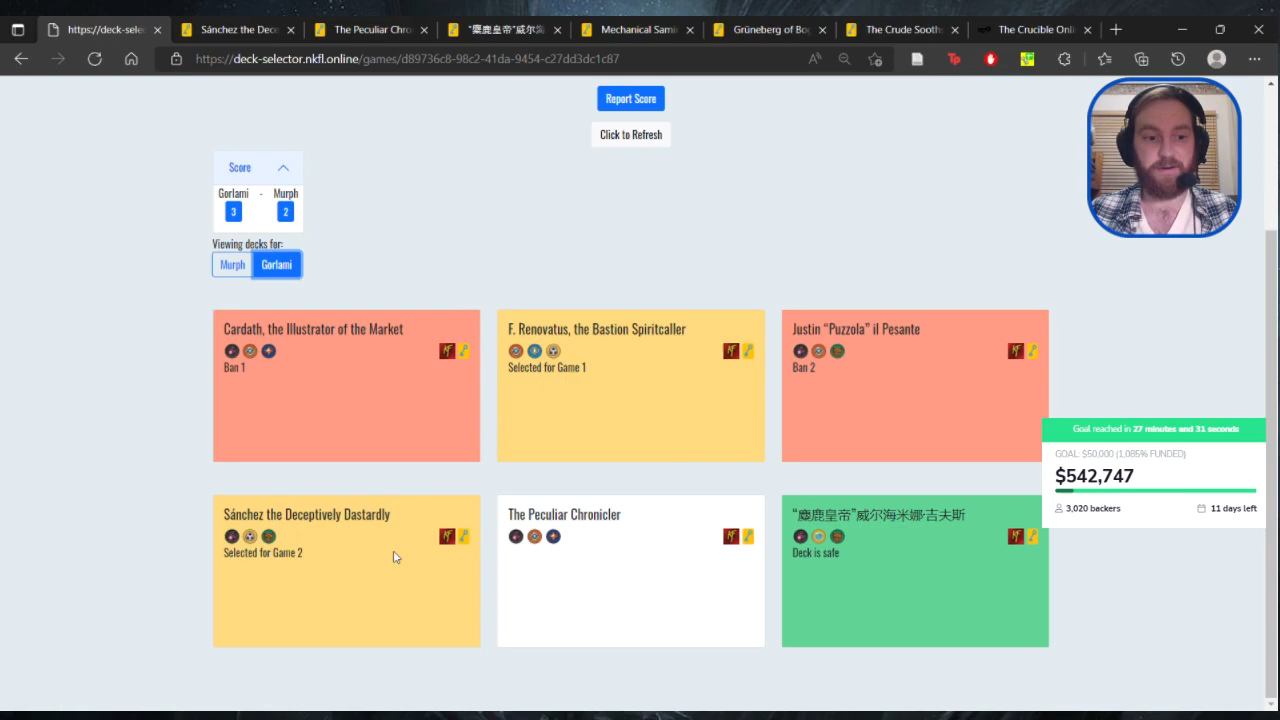 https://deck-sele
Sánchez the Dece
The Peculiar Chro
“麋鹿皇帝”威尔海
Mechanical Sami
Grüneberg of Bo
The Crude Sooth
The Crucible Onli
https://deck-selector.nkfl.online/games/d89736c8-98c2-41da-9454-c27dd3dc1c87
Report Score
Click to Refresh
Score
Gorlami - Murph
3 2
Viewing decks for:
Murph Gorlami
Cardath, the Illustrator of the Market
Ban 1
F. Renovatus, the Bastion Spiritcaller
Selected for Game 1
Justin “Puzzola” il Pesante
Ban 2
Goal reached in 27 minutes and 31 seconds
GOAL: $50,000 (1,085% FUNDED)
$542,747
3,020 backers 11 days left
Sánchez the Deceptively Dastardly
Selected for Game 2
The Peculiar Chronicler
“麋鹿皇帝”威尔海米娜·吉夫斯
Deck is safe